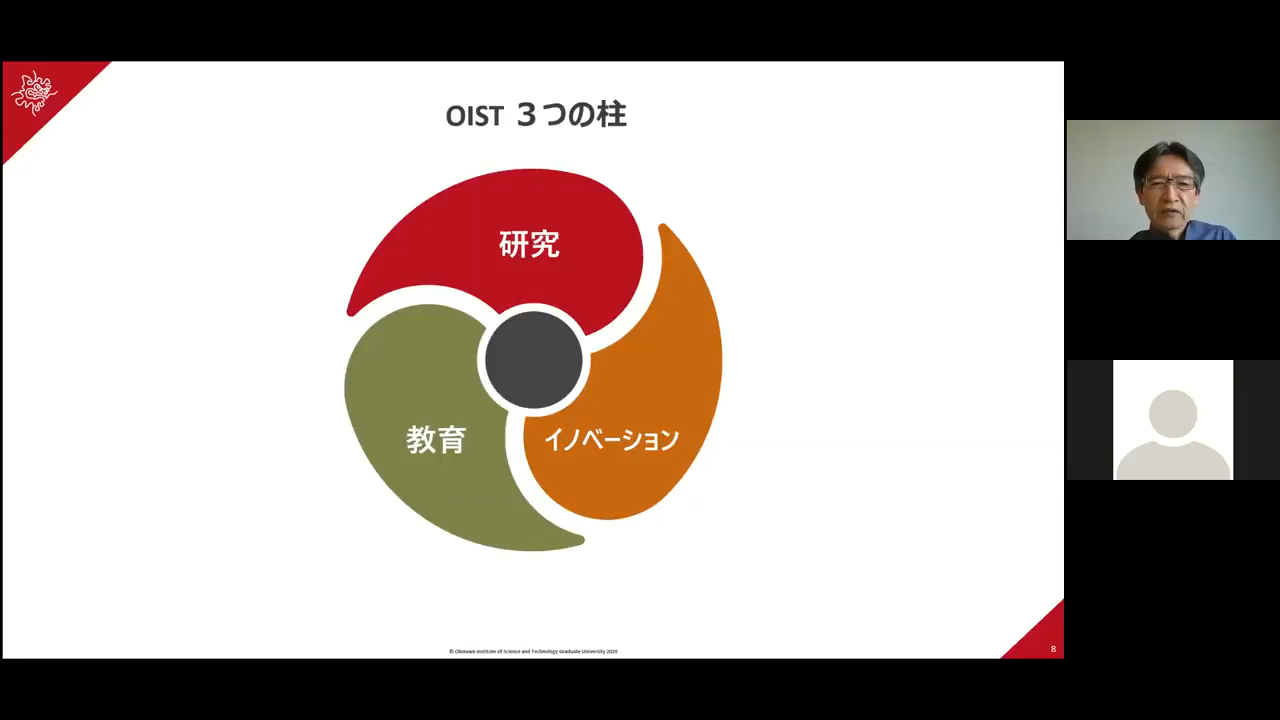 OIST ３つの柱
研究
教育
イノベーション
© Okinawa Institute of Science and Technology Graduate University 2020
8